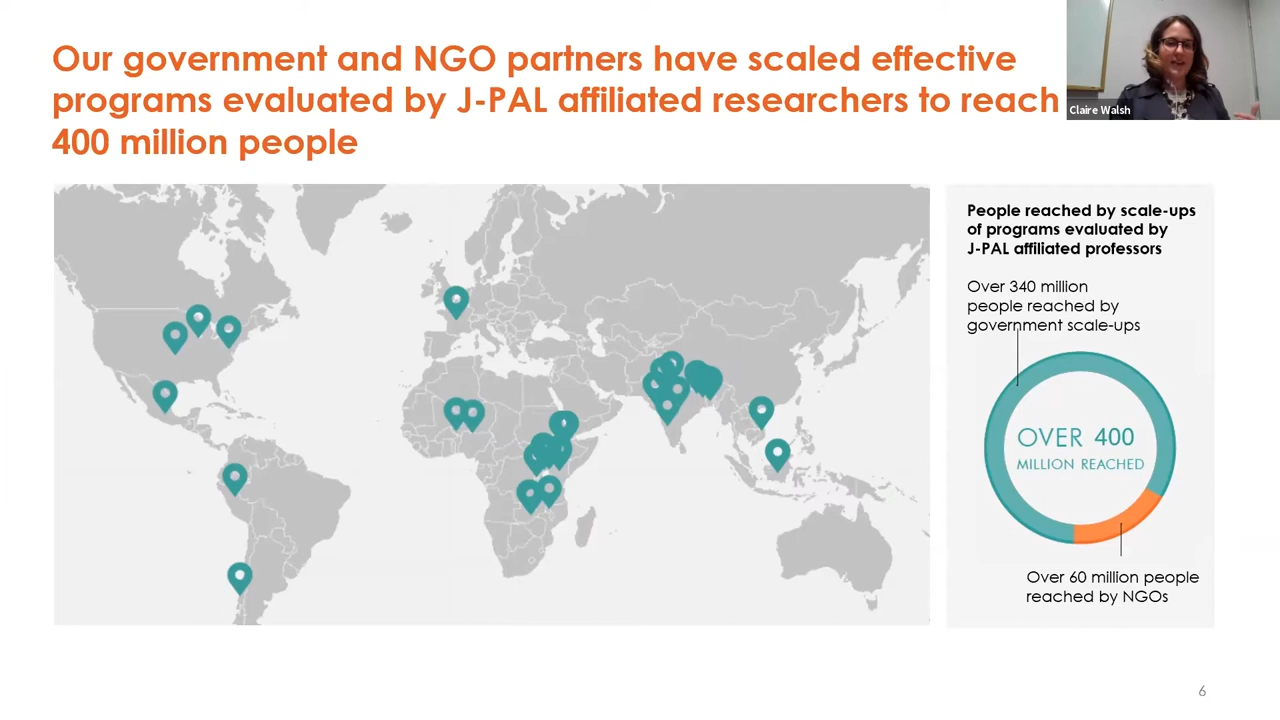 Our government and NGO partners have scaled effective
programs evaluated by J-PAL affiliated researchers to reach
400 million people
Claire Walsh
People reached by scale-ups
of programs evaluated by
J-PAL affiliated professors
Over 340 million
people reached by
government scale-ups
OVER 400
MILLION REACHED
Over 60 million people
reached by NGOs
6